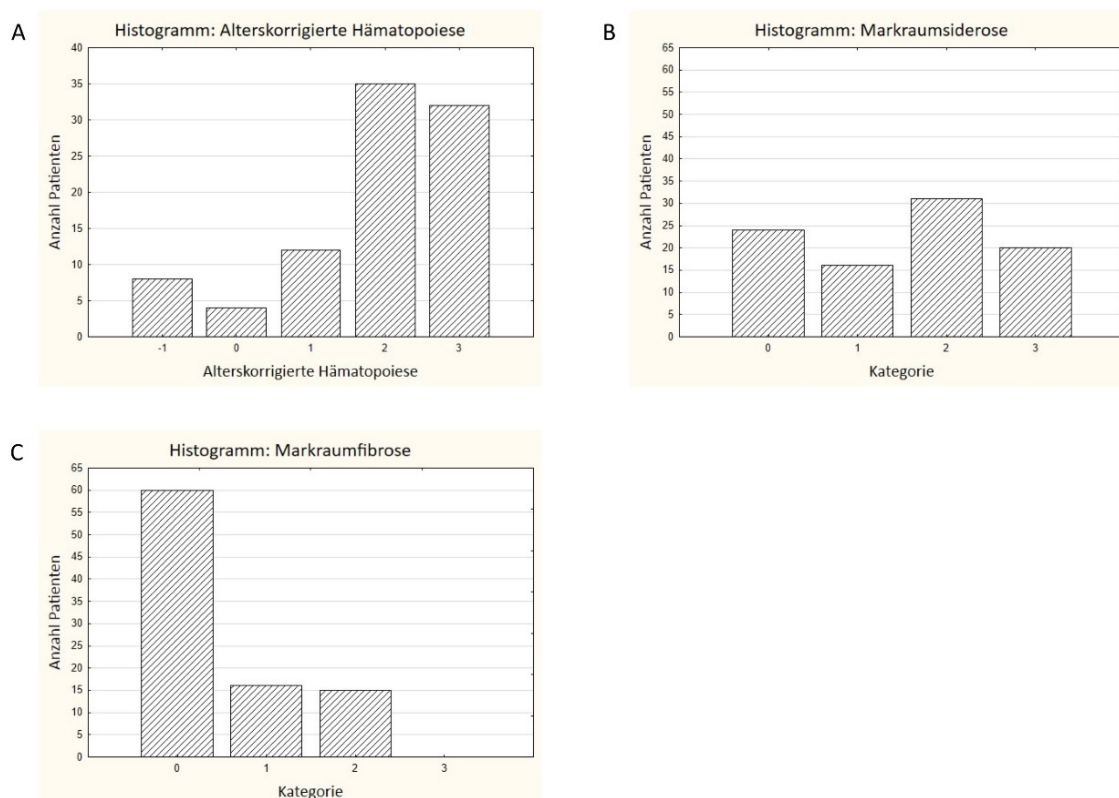 A
Histogramm: Alterskorrigierte Hämatopoiese
40
35
30
25
20
15
10
5
0
Anzahl Patienten
-1 0 1 2 3
Alterskorrigierte Hämatopoiese
B
Histogramm: Markraumsiderose
65
60
55
50
45
40
35
30
25
20
15
10
5
0
Anzahl Patienten
0 1 2 3
Kategorie
C
Histogramm: Markraumfibrose
65
60
55
50
45
40
35
30
25
20
15
10
5
0
Anzahl Patienten
0 1 2 3
Kategorie